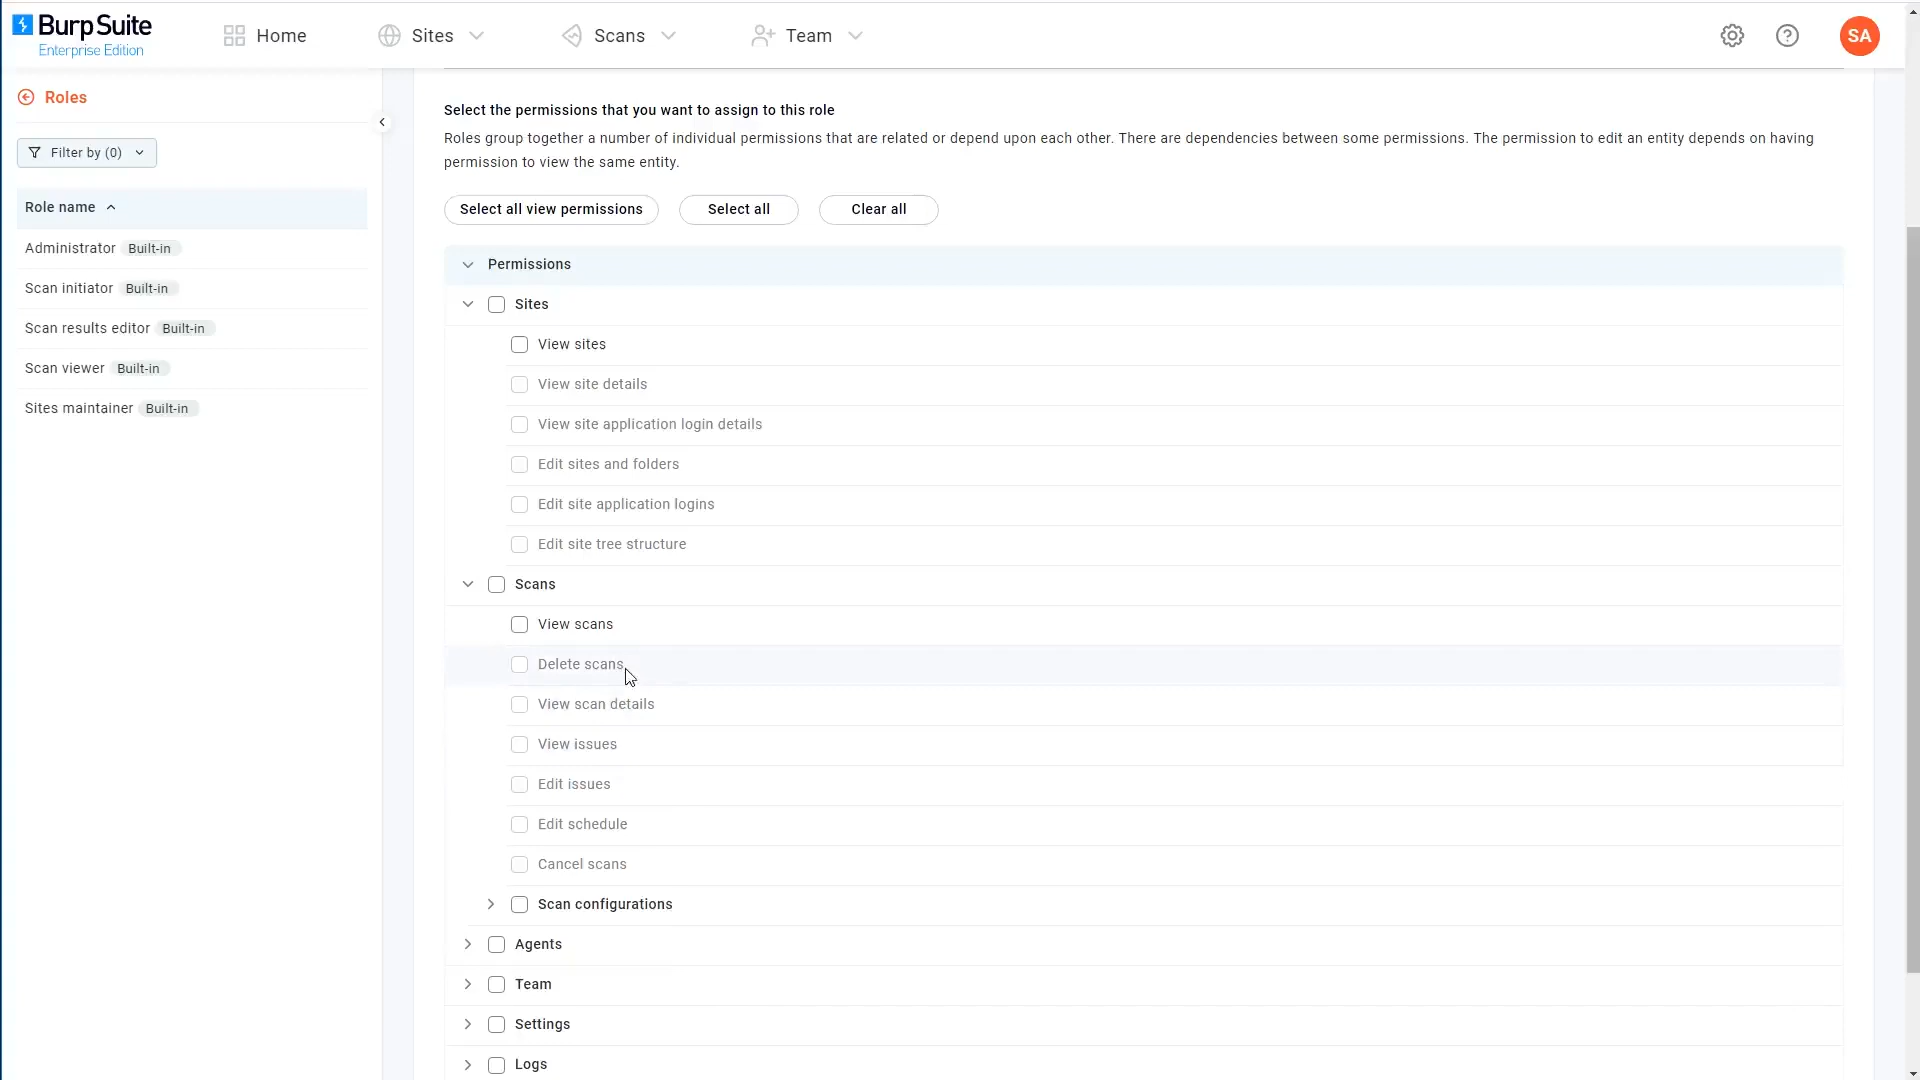 Burp Suite
Enterprise Edition
Home
Sites
Scans
Team
SA
Roles
Filter by (0)
Role name
Administrator Built-in
Scan initiator Built-in
Scan results editor Built-in
Scan viewer Built-in
Sites maintainer Built-in
Select the permissions that you want to assign to this role
Roles group together a number of individual permissions that are related or depend upon each other. There are dependencies between some permissions. The permission to edit an entity depends on having
permission to view the same entity.
Select all view permissions
Select all
Clear all
Permissions
Sites
View sites
View site details
View site application login details
Edit sites and folders
Edit site application logins
Edit site tree structure
Scans
View scans
Delete scans
View scan details
View issues
Edit issues
Edit schedule
Cancel scans
Scan configurations
Agents
Team
Settings
Logs